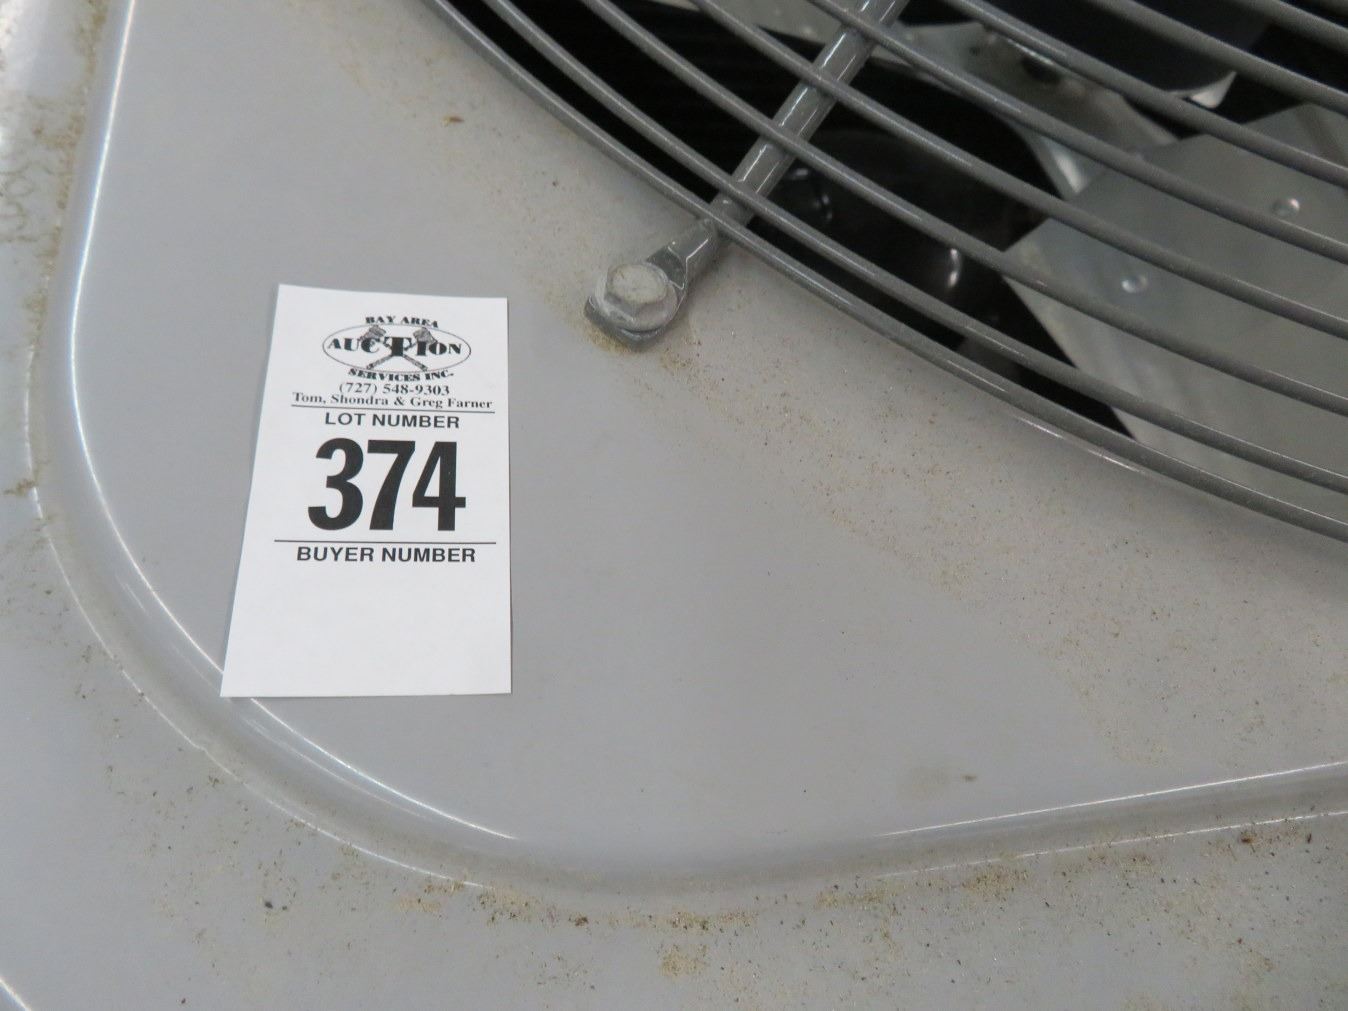 BAY AREA
AUCTION
SERVICES INC.
(727) 548-9303
Tom, Shondra & Greg Farner
LOT NUMBER
374
BUYER NUMBER